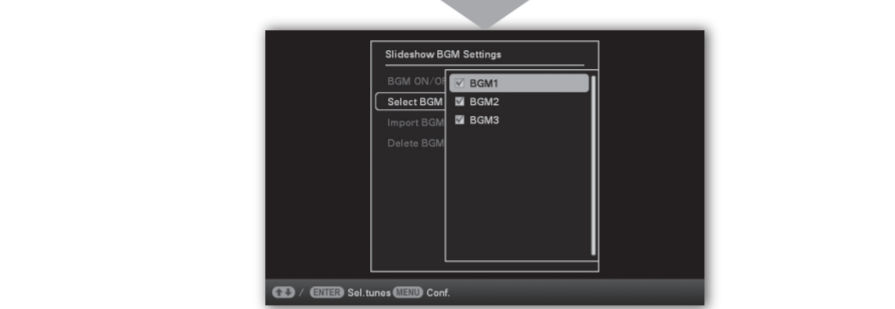 Slideshow BGM Settings
BGM ON/OF
BGM1
Select BGM
BGM2
Import BGM
BGM3
Delete BGM
/ ENTER Sel.tunes MENU Conf.